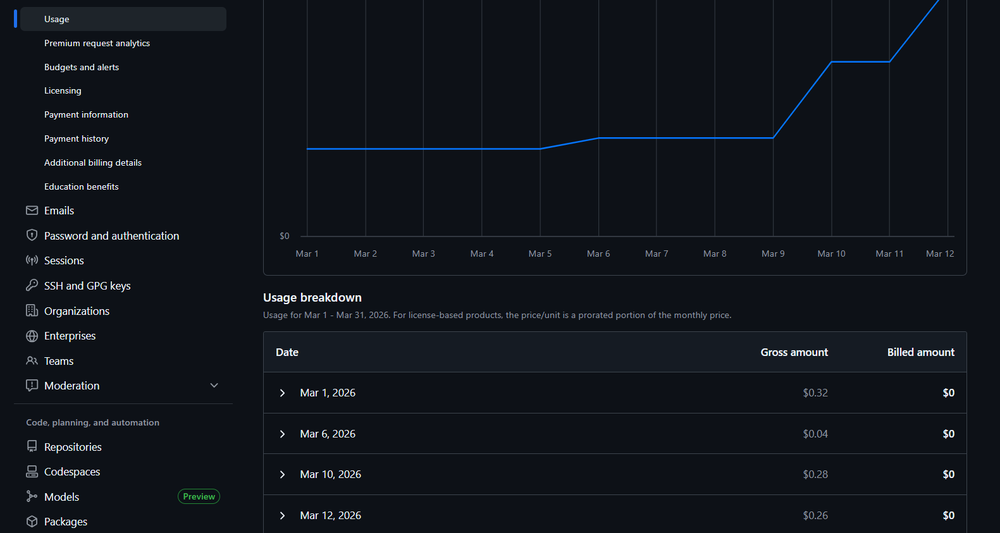 Usage
Premium request analytics
Budgets and alerts
Licensing
Payment information
Payment history
Additional billing details
Education benefits
Emails
Password and authentication
Sessions
SSH and GPG keys
Organizations
Enterprises
Teams
Moderation
Code, planning, and automation
Repositories
Codespaces
Models Preview
Packages
$0
Mar 1 Mar 2 Mar 3 Mar 4 Mar 5 Mar 6 Mar 7 Mar 8 Mar 9 Mar 10 Mar 11 Mar 12
Usage breakdown
Usage for Mar 1 - Mar 31, 2026. For license-based products, the price/unit is a prorated portion of the monthly price.
Date Gross amount Billed amount
Mar 1, 2026 $0.32 $0
Mar 6, 2026 $0.04 $0
Mar 10, 2026 $0.28 $0
Mar 12, 2026 $0.26 $0